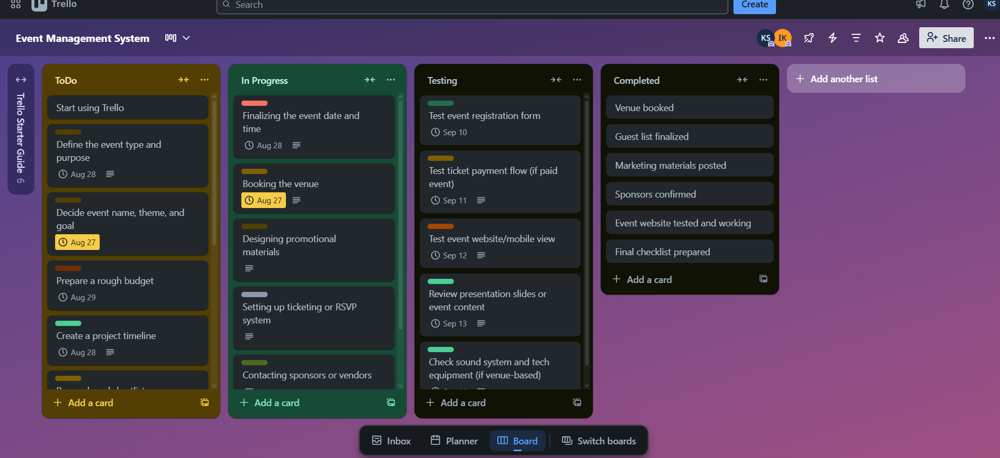 Trello
Search
Create
KS
Event Management System
KS
IK
Share
Trello Starter Guide 6
ToDo
Start using Trello
Define the event type and
purpose
Aug 28
Decide event name, theme, and
goal
Aug 27
Prepare a rough budget
Aug 29
Create a project timeline
Aug 28
Add a card
In Progress
Finalizing the event date and
time
Aug 28
Booking the venue
Aug 27
Designing promotional
materials
Setting up ticketing or RSVP
system
Contacting sponsors or vendors
Add a card
Testing
Test event registration form
Sep 10
Test ticket payment flow (if paid
event)
Sep 11
Test event website/mobile view
Sep 12
Review presentation slides or
event content
Sep 13
Check sound system and tech
equipment (if venue-based)
Add a card
Completed
Venue booked
Guest list finalized
Marketing materials posted
Sponsors confirmed
Event website tested and working
Final checklist prepared
Add a card
Add another list
Inbox
Planner
Board
Switch boards